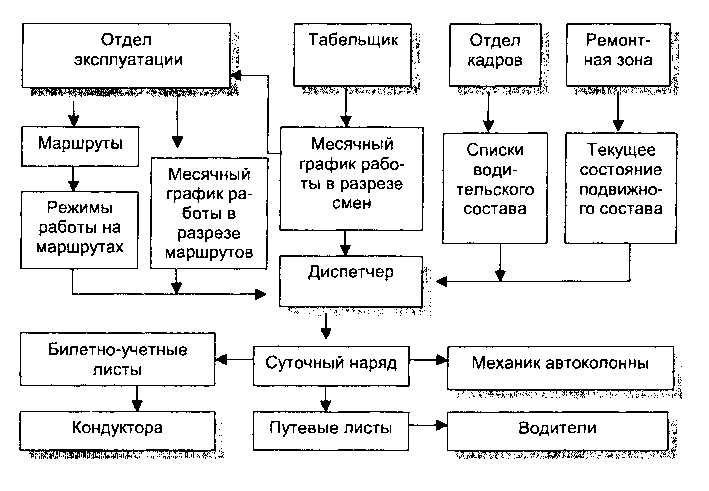 Отдел
эксплуатации
Табельщик
Отдел
кадров
Ремонт-
ная зона
Маршруты
Месячный
график ра-
боты в
разрезе
маршрутов
Месячный
график рабо-
ты в разрезе
смен
Списки
води-
тельского
состава
Текущее
состояние
подвижно-
го состава
Режимы
работы на
маршрутах
Диспетчер
Билетно-учетные
листы
Суточный наряд
Механик автоколонны
Кондуктора
Путевые листы
Водители